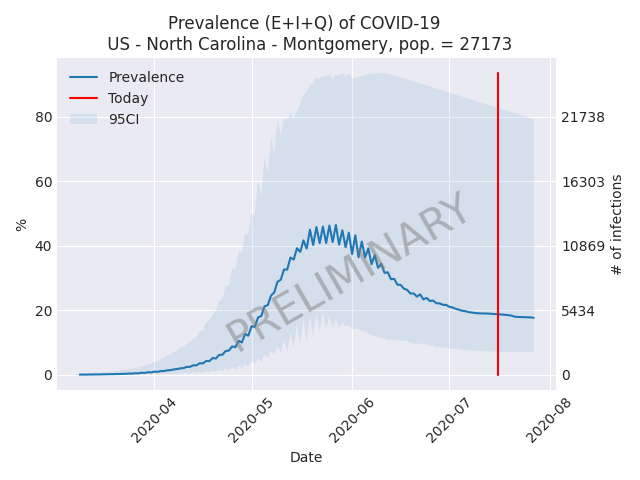 Prevalence (E+I+Q) of COVID-19
US - North Carolina - Montgomery, pop. = 27173
Prevalence
Today
95CI
80
60
40
20
0
%
21738
16303
10869
5434
0
# of infections
PRELIMINARY
2020-04
2020-05
2020-06
2020-07
2020-08
Date